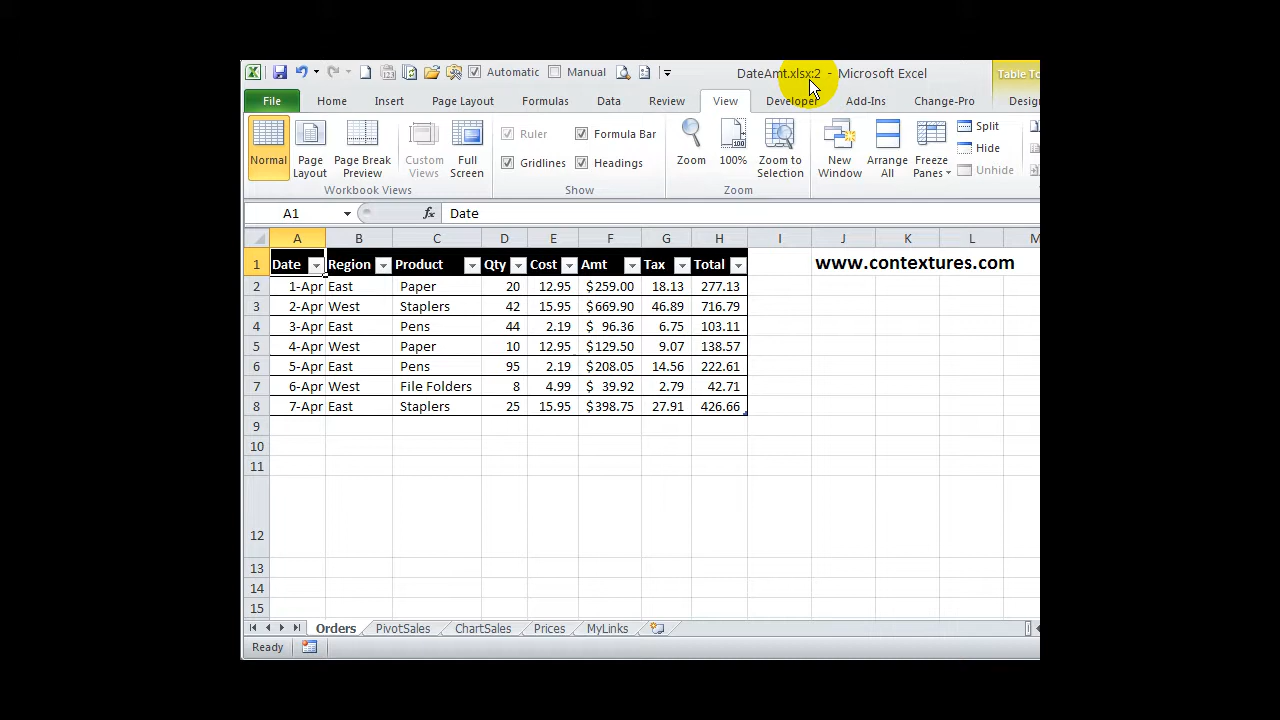 Automatic Manual DateAmt.xlsx:2 - Microsoft Excel Table To
File Home Insert Page Layout Formulas Data Review View Developer Add-Ins Change-Pro Design
Normal Page Layout Page Break Preview Custom Views Full Screen
Workbook Views
Ruler Formula Bar
Gridlines Headings
Show
Zoom 100% Zoom to Selection
Zoom
New Window Arrange All Freeze Panes
Split
Hide
Unhide
A1 fx Date
A B C D E F G H I J K L M
1 Date Region Product Qty Cost Amt Tax Total www.contextures.com
2 1-Apr East Paper 20 12.95 $259.00 18.13 277.13
3 2-Apr West Staplers 42 15.95 $669.90 46.89 716.79
4 3-Apr East Pens 44 2.19 $ 96.36 6.75 103.11
5 4-Apr West Paper 10 12.95 $129.50 9.07 138.57
6 5-Apr East Pens 95 2.19 $208.05 14.56 222.61
7 6-Apr West File Folders 8 4.99 $ 39.92 2.79 42.71
8 7-Apr East Staplers 25 15.95 $398.75 27.91 426.66
9
10
11
12
13
14
15
Orders PivotSales ChartSales Prices MyLinks
Ready